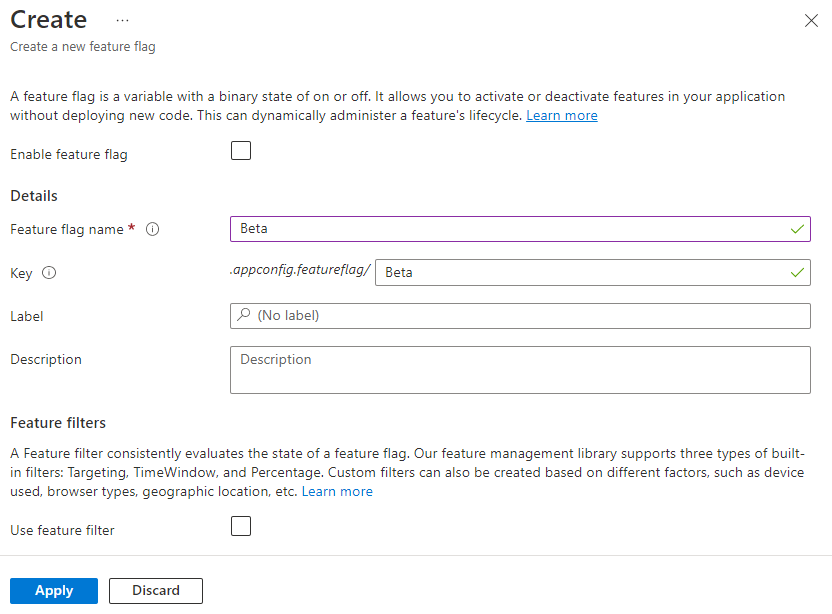 Create ...
Create a new feature flag
A feature flag is a variable with a binary state of on or off. It allows you to activate or deactivate features in your application
without deploying new code. This can dynamically administer a feature's lifecycle. Learn more
Enable feature flag
Details
Feature flag name * Beta
Key .appconfig.featureflag/ Beta
Label (No label)
Description Description
Feature filters
A Feature filter consistently evaluates the state of a feature flag. Our feature management library supports three types of built-
in filters: Targeting, TimeWindow, and Percentage. Custom filters can also be created based on different factors, such as device
used, browser types, geographic location, etc. Learn more
Use feature filter
Apply Discard